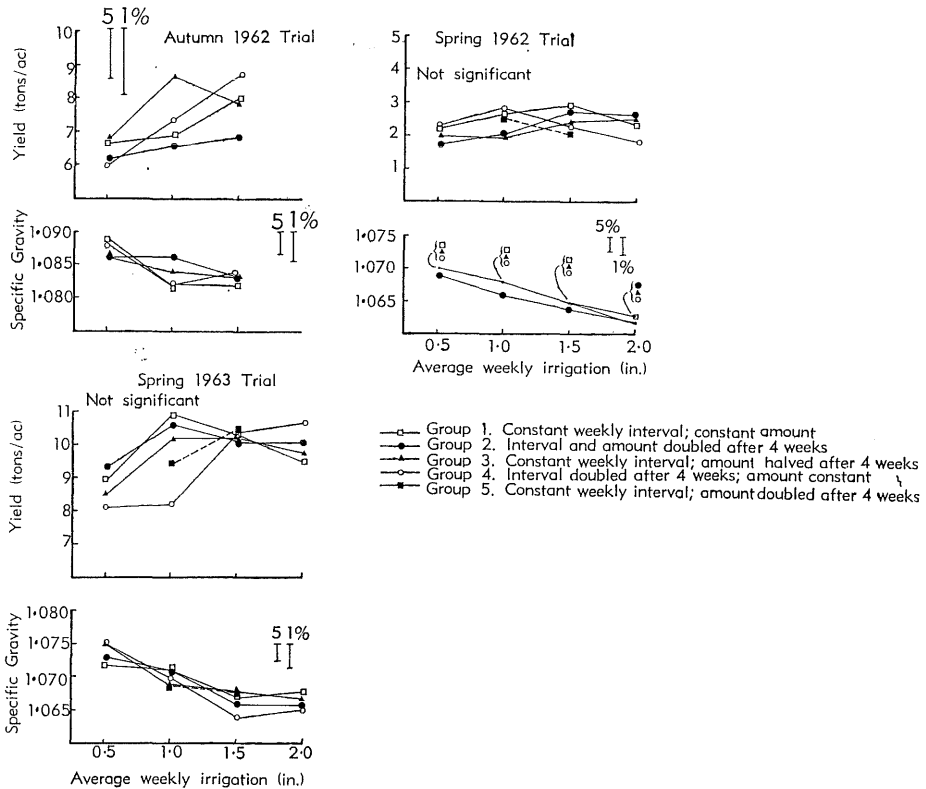 5 1%
Autumn 1962 Trial
Yield (tons/ac)
10
9
8
7
6
Specific Gravity
5 1%
1·090
1·085
1·080
Spring 1962 Trial
Not significant
5
4
3
2
1
5%
1%
1·075
1·070
1·065
0·5 1·0 1·5 2·0
Average weekly irrigation (in.)
Spring 1963 Trial
Not significant
Yield (tons/ac)
11
10
9
8
7
Specific Gravity
5 1%
1·080
1·075
1·070
1·065
0·5 1·0 1·5 2·0
Average weekly irrigation (in.)
Group 1. Constant weekly interval; constant amount
Group 2. Interval and amount doubled after 4 weeks
Group 3. Constant weekly interval; amount halved after 4 weeks
Group 4. Interval doubled after 4 weeks; amount constant
Group 5. Constant weekly interval; amount doubled after 4 weeks